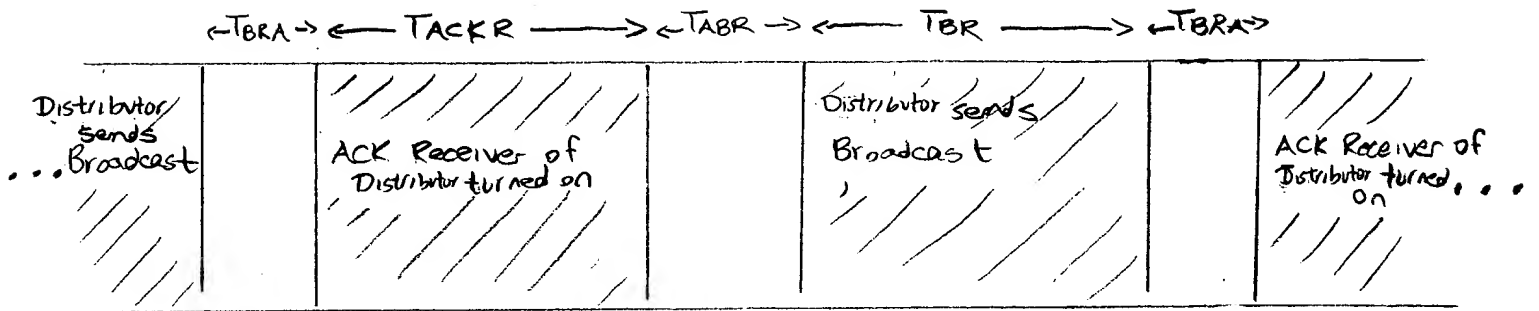 TBRA TACKR TABR TBR TBRA
Distributor
sends
...Broadcast
ACK Receiver of
Distributor turned on
Distributor sends
Broadcast
ACK Receiver of
Distributor turned...
on